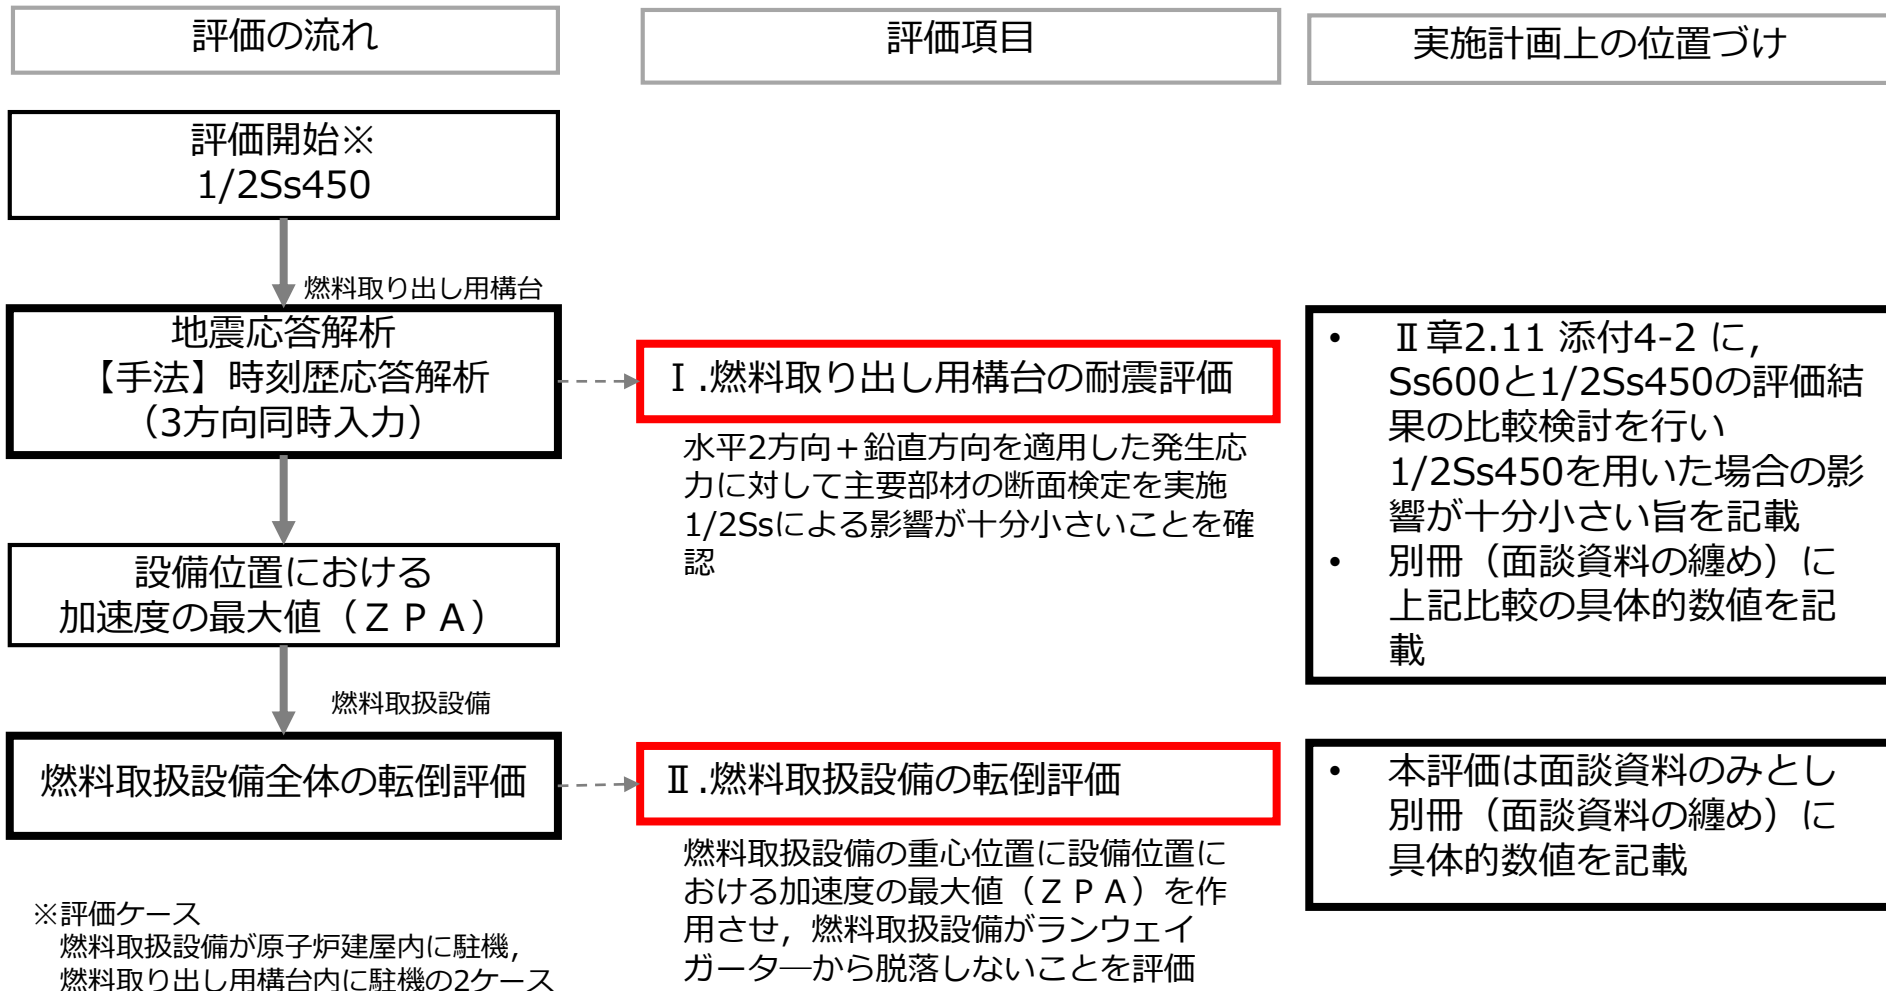 評価の流れ
評価項目
実施計画上の位置づけ
評価開始※
1/2Ss450
燃料取り出し用構台
地震応答解析
【手法】時刻歴応答解析
（3方向同時入力）
Ⅰ.燃料取り出し用構台の耐震評価
水平2方向＋鉛直方向を適用した発生応
力に対して主要部材の断面検定を実施
1/2Ssによる影響が十分小さいことを確
認
• Ⅱ章2.11 添付4-2 に，
Ss600と1/2Ss450の評価結
果の比較検討を行い
1/2Ss450を用いた場合の影
響が十分小さい旨を記載
• 別冊（面談資料の纏め）に
上記比較の具体的数値を記
載
設備位置における
加速度の最大値（ＺＰＡ）
燃料取扱設備
燃料取扱設備全体の転倒評価
Ⅱ.燃料取扱設備の転倒評価
燃料取扱設備の重心位置に設備位置に
おける加速度の最大値（ＺＰＡ）を作
用させ，燃料取扱設備がランウェイ
ガータ―から脱落しないことを評価
• 本評価は面談資料のみとし
別冊（面談資料の纏め）に
具体的数値を記載
※評価ケース
燃料取扱設備が原子炉建屋内に駐機，
燃料取り出し用構台内に駐機の2ケース